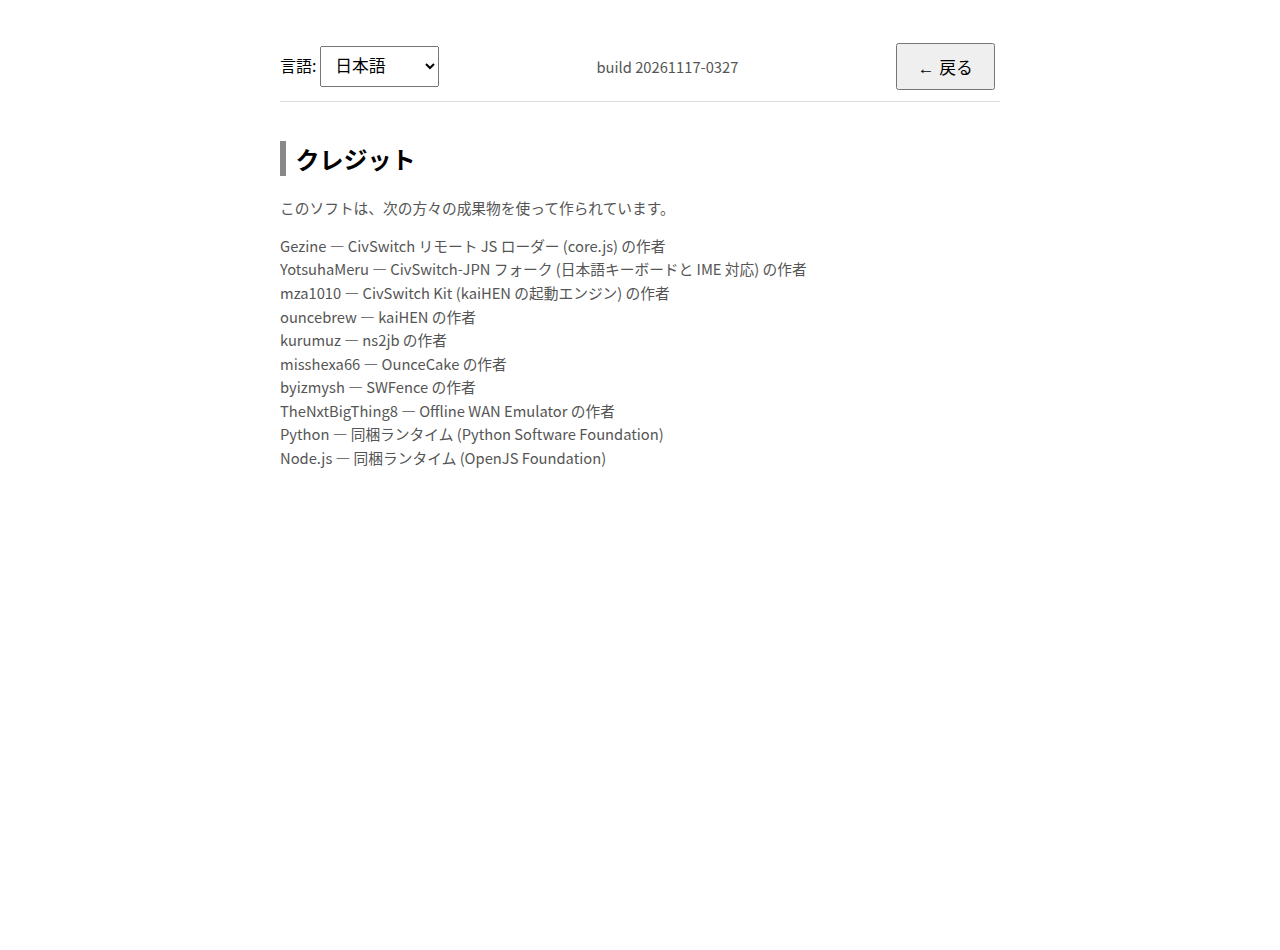 言語: 日本語
build 20261117-0327
← 戻る
クレジット
このソフトは、次の方々の成果物を使って作られています。
Gezine — CivSwitch リモート JS ローダー (core.js) の作者
YotsuhaMeru — CivSwitch-JPN フォーク (日本語キーボードと IME 対応) の作者
mza1010 — CivSwitch Kit (kaiHEN の起動エンジン) の作者
ouncebrew — kaiHEN の作者
kurumuz — ns2jb の作者
misshexa66 — OunceCake の作者
byizmysh — SWFence の作者
TheNxtBigThing8 — Offline WAN Emulator の作者
Python — 同梱ランタイム (Python Software Foundation)
Node.js — 同梱ランタイム (OpenJS Foundation)